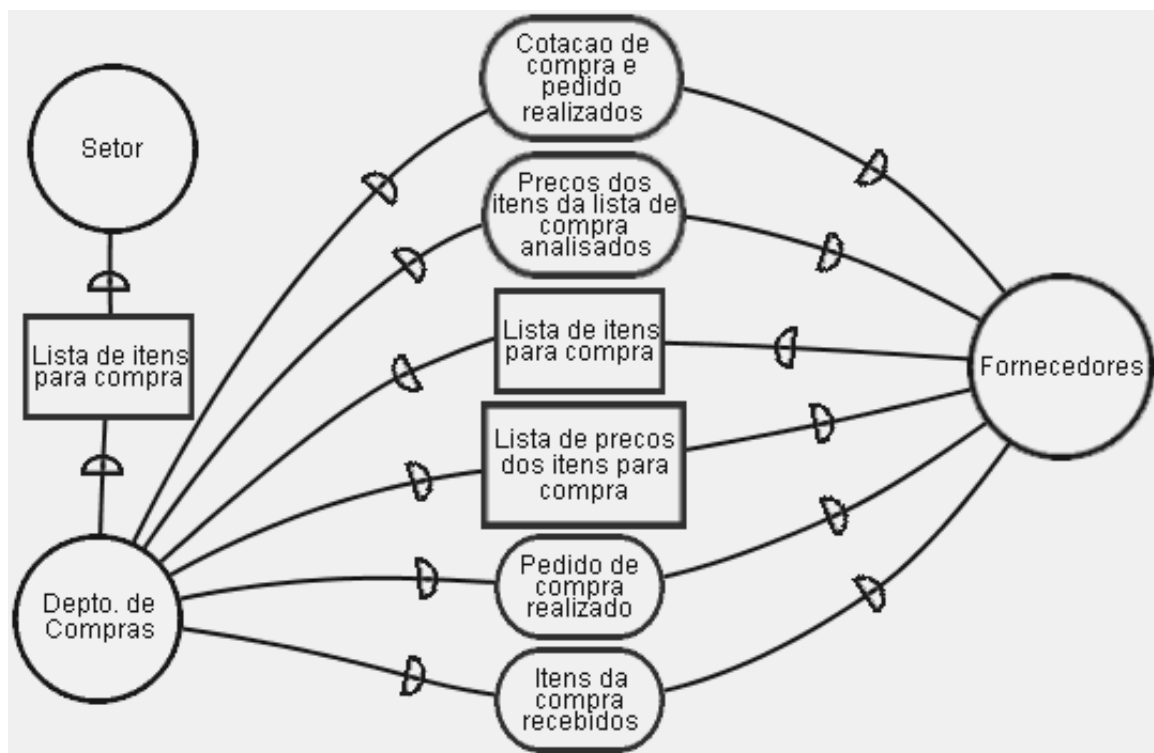 Cotacao de
compra e
pedido
realizados
Setor
Precos dos
itens da lista de
compra
analisados
Lista de itens
para compra
Lista de itens
para compra
Fornecedores
Lista de precos
dos itens para
compra
Depto. de
Compras
Pedido de
compra
realizado
Itens da
compra
recebidos